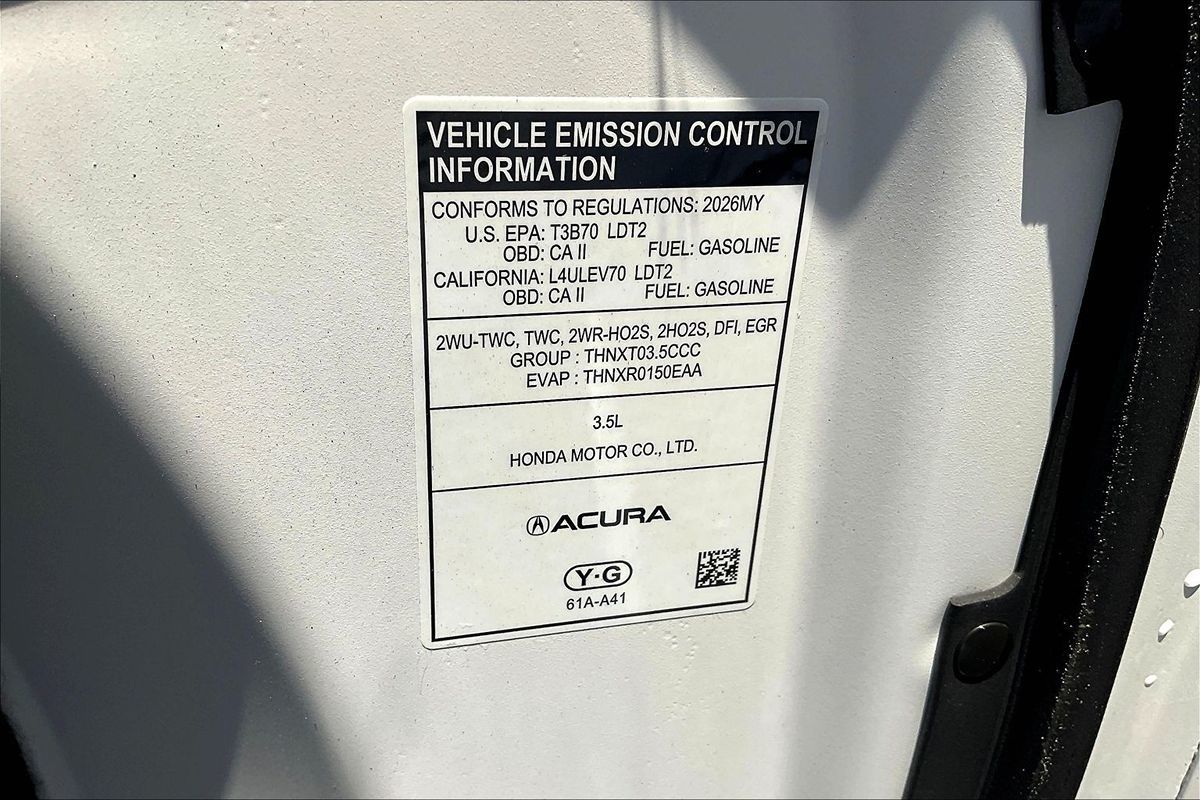 VEHICLE EMISSION CONTROL
INFORMATION
CONFORMS TO REGULATIONS: 2026MY
U.S. EPA: T3B70 LDT2
OBD: CA II FUEL: GASOLINE
CALIFORNIA: L4ULEV70 LDT2
OBD: CA II FUEL: GASOLINE
2WU-TWC, TWC, 2WR-HO2S, 2HO2S, DFI, EGR
GROUP : THNXT03.5CCC
EVAP : THNXR0150EAA
3.5L
HONDA MOTOR CO., LTD.
ACURA
Y-G
61A-A41